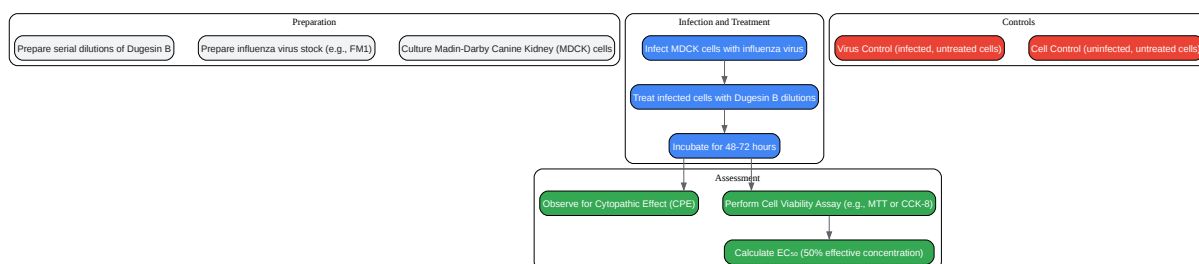 Preparation
Prepare serial dilutions of Dugesin B
Prepare influenza virus stock (e.g., FM1)
Culture Madin-Darby Canine Kidney (MDCK) cells
Infection and Treatment
Infect MDCK cells with influenza virus
Treat infected cells with Dugesin B dilutions
Incubate for 48-72 hours
Controls
Virus Control (infected, untreated cells)
Cell Control (uninfected, untreated cells)
Assessment
Observe for Cytopathic Effect (CPE)
Perform Cell Viability Assay (e.g., MTT or CCK-8)
Calculate EC₅₀ (50% effective concentration)